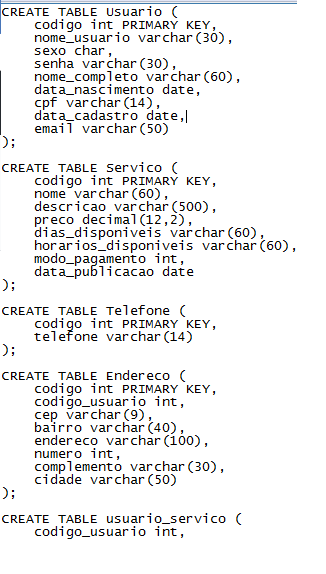 CREATE TABLE Usuario (
codigo int PRIMARY KEY,
nome_usuario varchar(30),
sexo char,
senha varchar(30),
nome_completo varchar(60),
data_nascimento date,
cpf varchar(14),
data_cadastro date,
email varchar(50)
);
CREATE TABLE Servico (
codigo int PRIMARY KEY,
nome varchar(60),
descricao varchar(500),
preco decimal(12,2),
dias_disponiveis varchar(60),
horarios_disponiveis varchar(60),
modo_pagamento int,
data_publicacao date
);
CREATE TABLE Telefone (
codigo int PRIMARY KEY,
telefone varchar(14)
);
CREATE TABLE Endereco (
codigo int PRIMARY KEY,
codigo_usuario int,
cep varchar(9),
bairro varchar(40),
endereco varchar(100),
numero int,
complemento varchar(30),
cidade varchar(50)
);
CREATE TABLE usuario_servico (
codigo_usuario int,